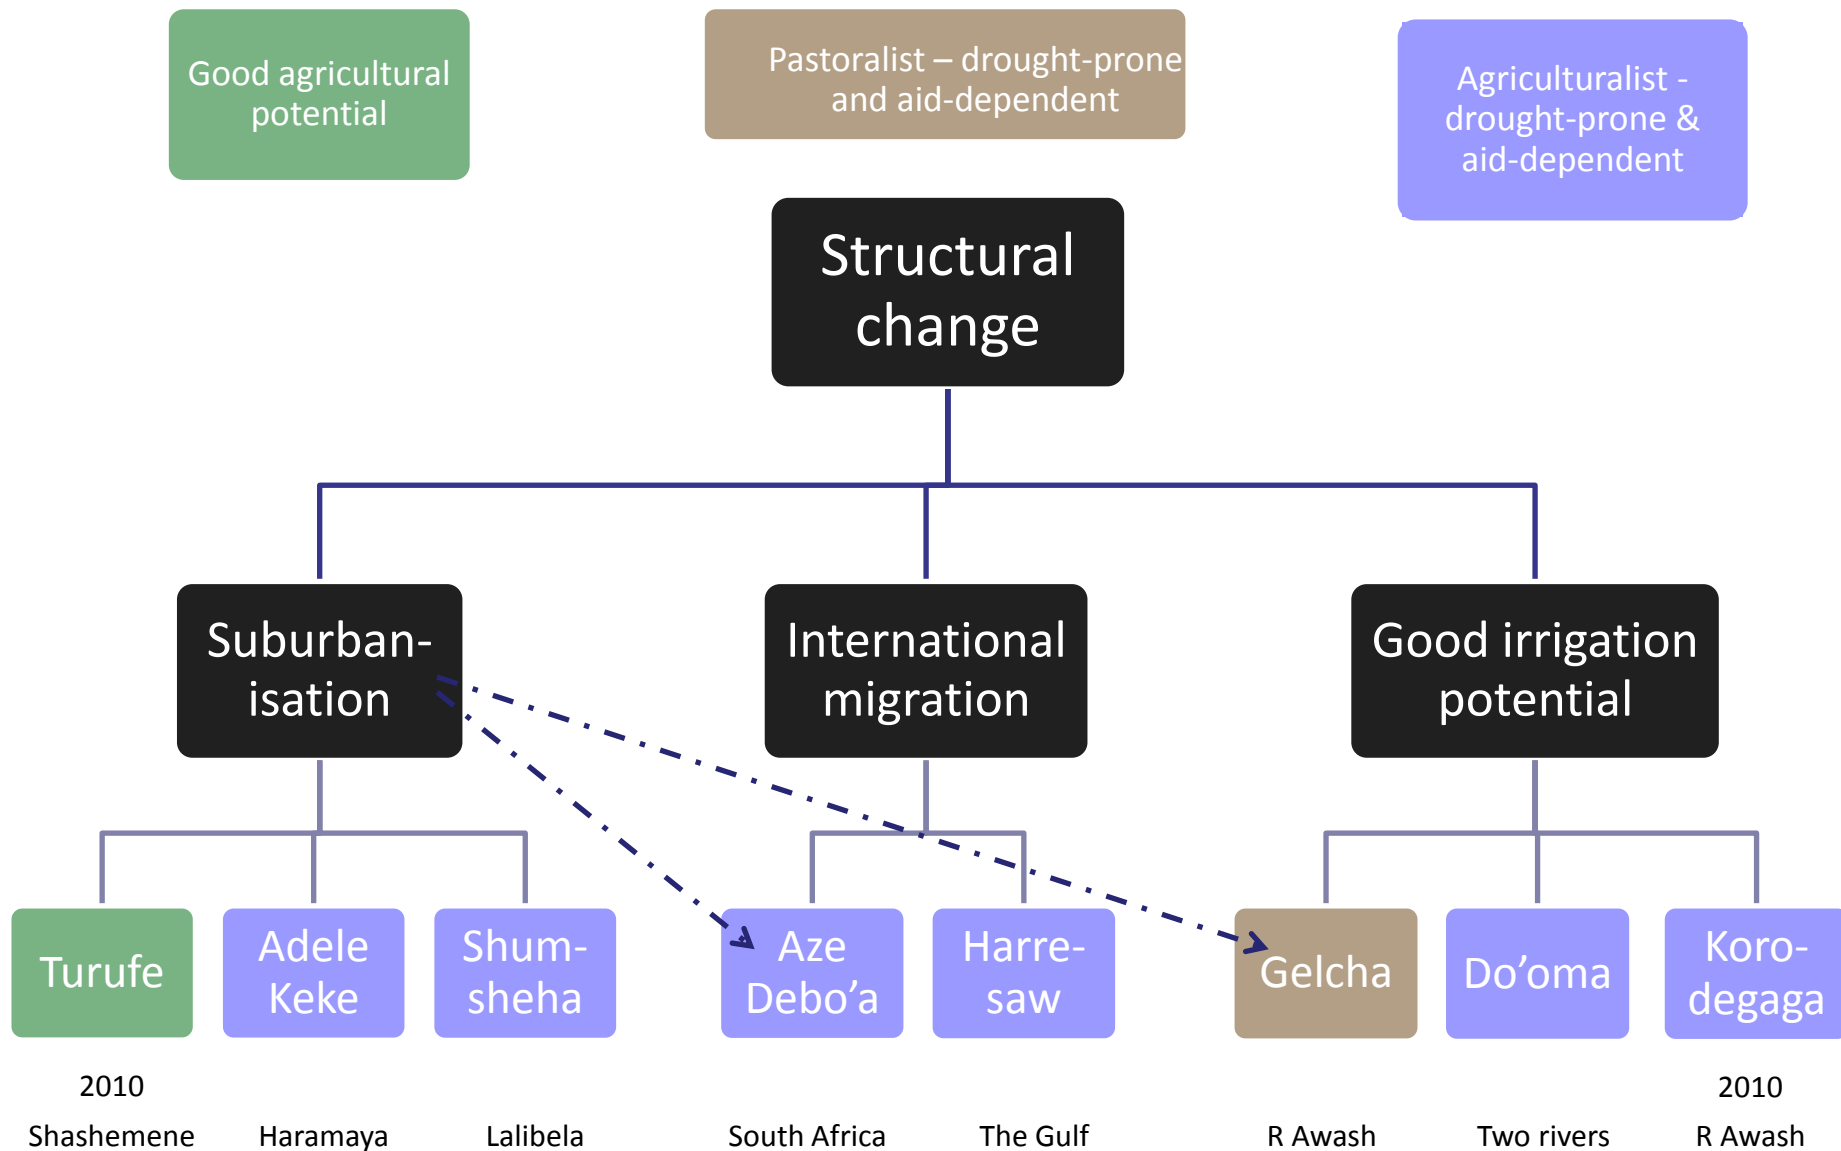 Good agricultural
potential
Pastoralist – drought-prone
and aid-dependent
Agriculturalist -
drought-prone &
aid-dependent
Structural
change
Suburban-
isation
International
migration
Good irrigation
potential
Turufe
Adele
Keke
Shum-
sheha
Aze
Debo’a
Harre-
saw
Gelcha
Do’oma
Koro-
degaga
2010
2010
Shashemene
Haramaya
Lalibela
South Africa
The Gulf
R Awash
Two rivers
R Awash